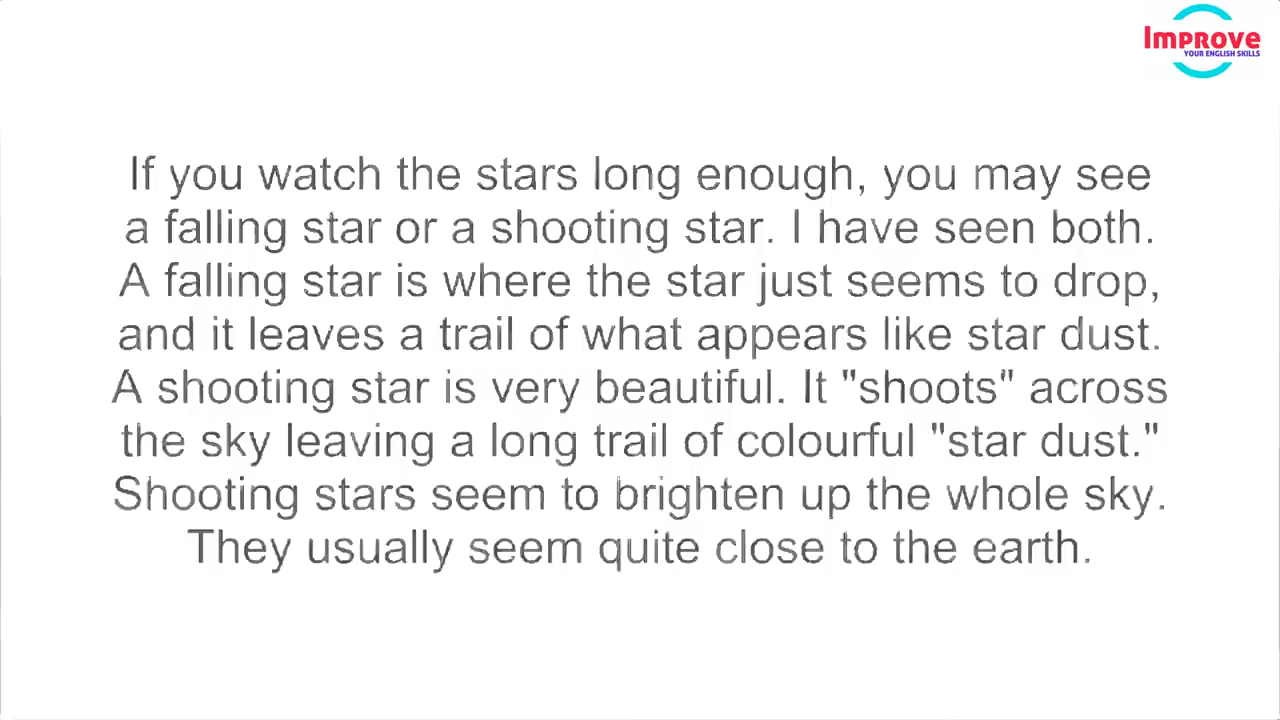 Improve
YOUR ENGLISH SKILLS
If you watch the stars long enough, you may see
a falling star or a shooting star. I have seen both.
A falling star is where the star just seems to drop,
and it leaves a trail of what appears like star dust.
A shooting star is very beautiful. It "shoots" across
the sky leaving a long trail of colourful "star dust."
Shooting stars seem to brighten up the whole sky.
They usually seem quite close to the earth.